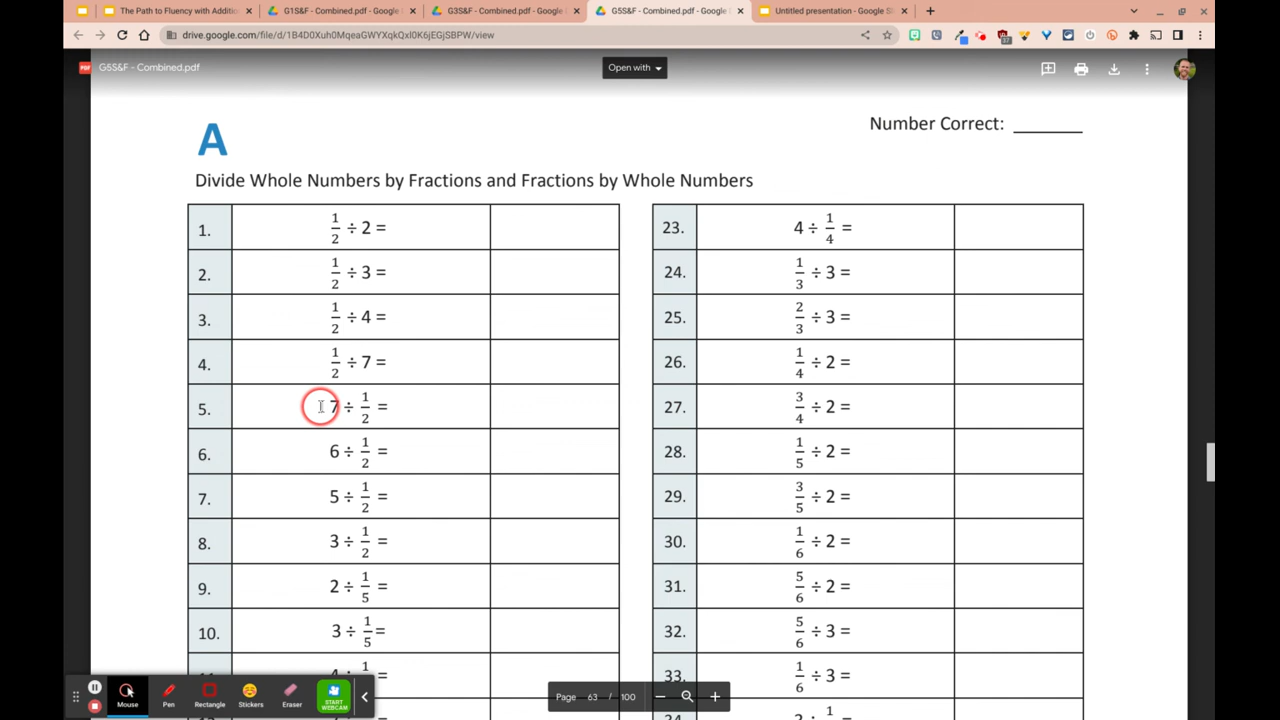 The Path to Fluency with Additio
G1S&F - Combined.pdf - Google
G3S&F - Combined.pdf - Google
G5S&F - Combined.pdf - Google
Untitled presentation - Google Sl
drive.google.com/file/d/1B4D0Xuh0MqeaGWYXqkQxl0K6jEGjSBPW/view
G5S&F - Combined.pdf
Open with
Number Correct: ______
A
Divide Whole Numbers by Fractions and Fractions by Whole Numbers
1. 1/2 ÷ 2 =
2. 1/2 ÷ 3 =
3. 1/2 ÷ 4 =
4. 1/2 ÷ 7 =
5. 7 ÷ 1/2 =
6. 6 ÷ 1/2 =
7. 5 ÷ 1/2 =
8. 3 ÷ 1/2 =
9. 2 ÷ 1/5 =
10. 3 ÷ 1/5 =
23. 4 ÷ 1/4 =
24. 1/3 ÷ 3 =
25. 2/3 ÷ 3 =
26. 1/4 ÷ 2 =
27. 3/4 ÷ 2 =
28. 1/5 ÷ 2 =
29. 3/5 ÷ 2 =
30. 1/6 ÷ 2 =
31. 5/6 ÷ 2 =
32. 5/6 ÷ 3 =
33. 1/6 ÷ 3 =
Page 63 / 100
Mouse
Pen
Rectangle
Stickers
Eraser
START WEBCAM